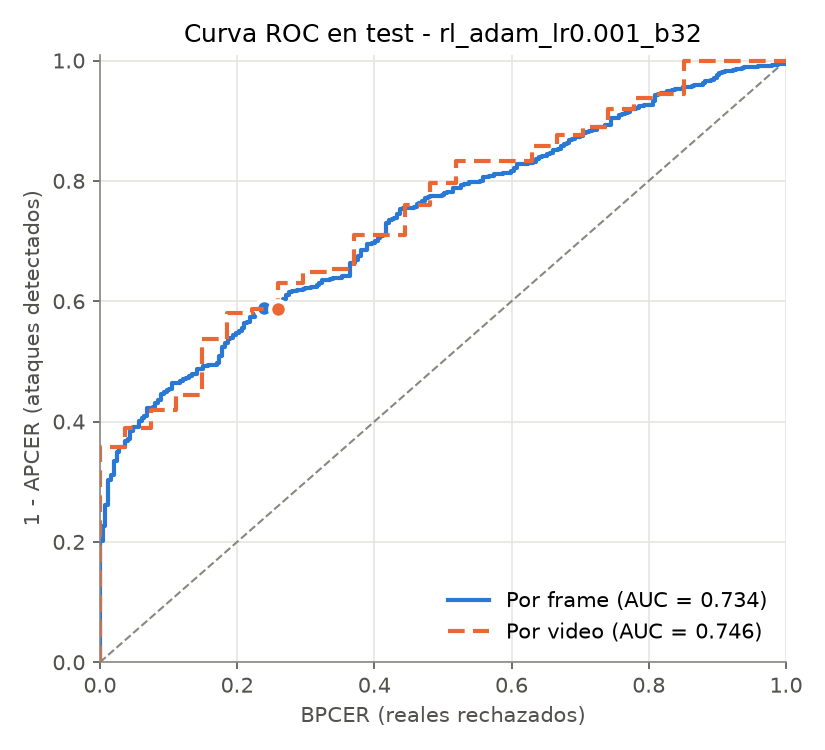 Curva ROC en test - rl_adam_lr0.001_b32
1 - APCER (ataques detectados)
1.0
0.8
0.6
0.4
0.2
0.0
Por frame (AUC = 0.734)
Por video (AUC = 0.746)
0.0 0.2 0.4 0.6 0.8 1.0
BPCER (reales rechazados)